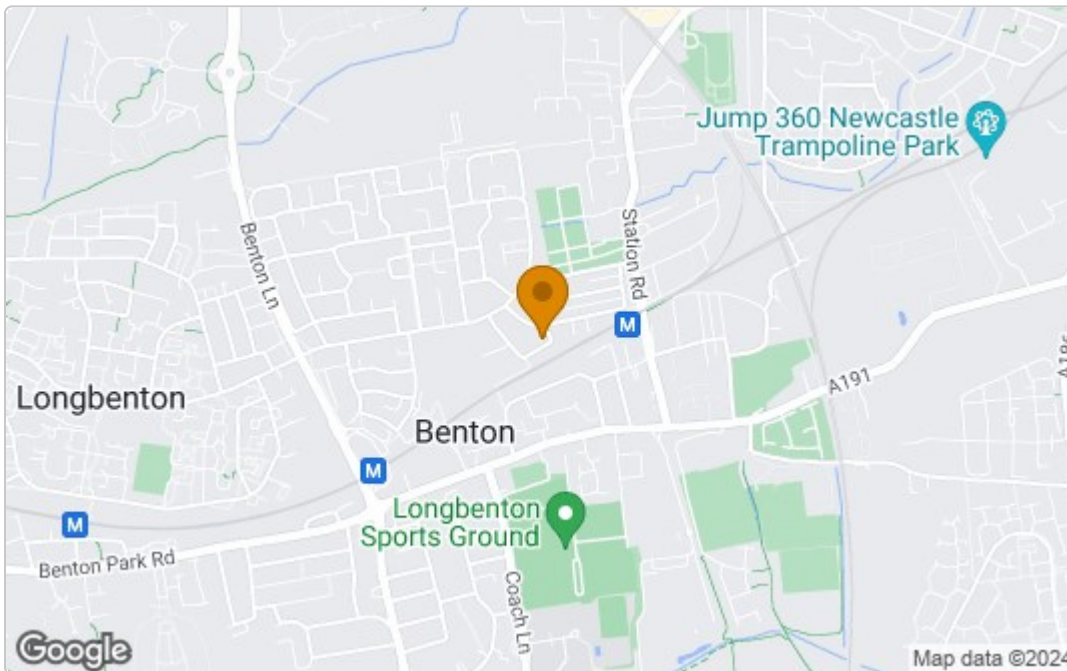 Jump 360 Newcastle
Trampoline Park
Station Rd
Benton Ln
A186
A191
Longbenton
Benton
M
M
M
Longbenton
Sports Ground
Benton Park Rd
Coach Ln
Google
Map data ©2024